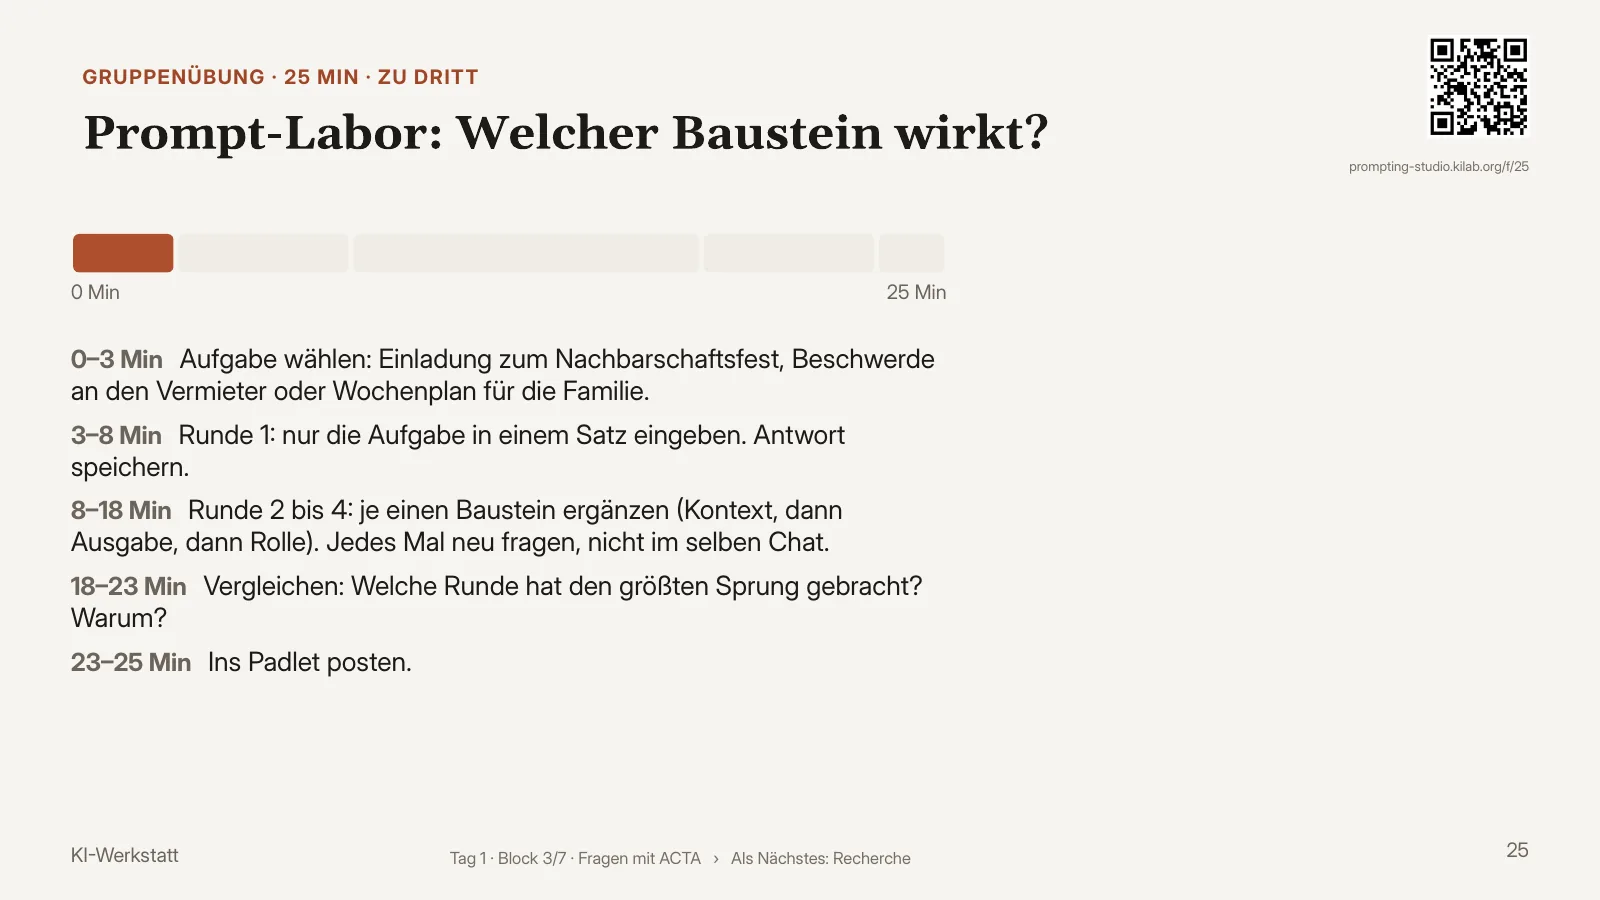 GRUPPENÜBUNG · 25 MIN · ZU DRITT
Prompt-Labor: Welcher Baustein wirkt?
prompting-studio.kilab.org/f/25
0 Min
25 Min
0–3 Min Aufgabe wählen: Einladung zum Nachbarschaftsfest, Beschwerde
an den Vermieter oder Wochenplan für die Familie.
3–8 Min Runde 1: nur die Aufgabe in einem Satz eingeben. Antwort
speichern.
8–18 Min Runde 2 bis 4: je einen Baustein ergänzen (Kontext, dann
Ausgabe, dann Rolle). Jedes Mal neu fragen, nicht im selben Chat.
18–23 Min Vergleichen: Welche Runde hat den größten Sprung gebracht?
Warum?
23–25 Min Ins Padlet posten.
KI-Werkstatt
Tag 1 · Block 3/7 · Fragen mit ACTA › Als Nächstes: Recherche
25